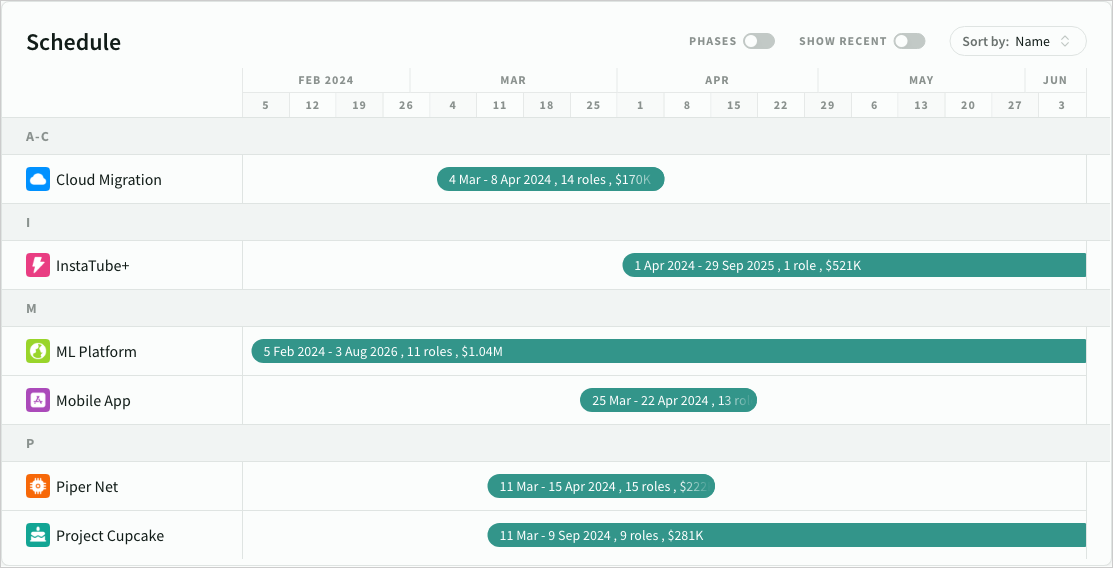 Schedule
PHASES SHOW RECENT Sort by: Name
FEB 2024 MAR APR MAY JUN
5 12 19 26 4 11 18 25 1 8 15 22 29 6 13 20 27 3
A-C
Cloud Migration 4 Mar - 8 Apr 2024 , 14 roles , $170K
I
InstaTube+ 1 Apr 2024 - 29 Sep 2025 , 1 role , $521K
M
ML Platform 5 Feb 2024 - 3 Aug 2026 , 11 roles , $1.04M
Mobile App 25 Mar - 22 Apr 2024 , 13 rol
P
Piper Net 11 Mar - 15 Apr 2024 , 15 roles , $222
Project Cupcake 11 Mar - 9 Sep 2024 , 9 roles , $281K